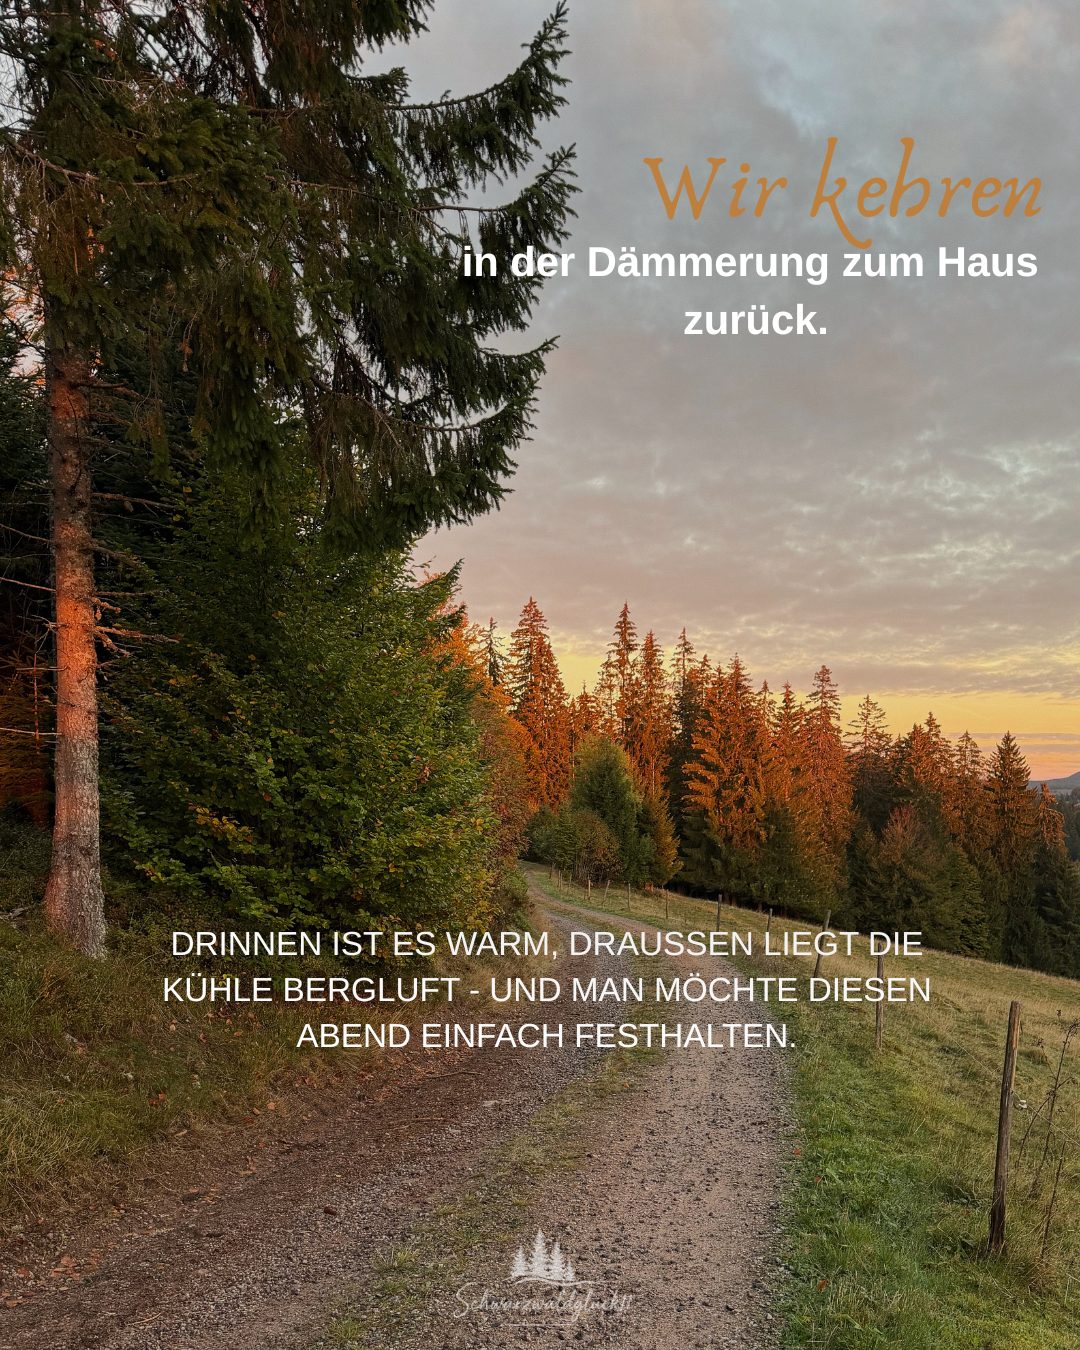 Wir kehren
in der Dämmerung zum Haus
zurück.
DRINNEN IST ES WARM, DRAUSSEN LIEGT DIE
KÜHLE BERGLUFT - UND MAN MÖCHTE DIESEN
ABEND EINFACH FESTHALTEN.